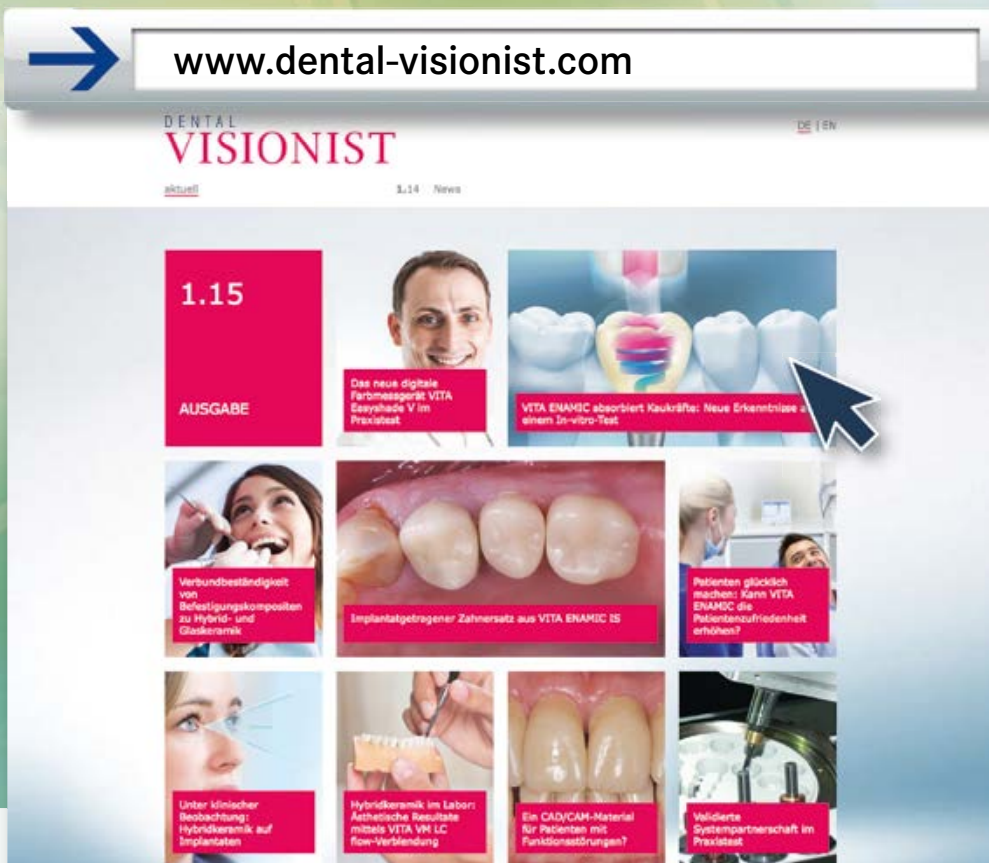 www.dental-visionist.com
DENTAL
VISIONIST
DE | EN
aktuell
1.14 News
1.15
AUSGABE
Das neue digitale
Farbmessgerät VITA
Easyshade V im
Praxistest
VITA ENAMIC absorbiert Kaukräfte: Neue Erkenntnisse
einem In-vitro-Test
Verbundbeständigkeit
von
Befestigungskompositen
zu Hybrid- und
Glaskeramik
Implantatgetragener Zahnersatz aus VITA ENAMIC IS
Patienten glücklich
machen: Kann VITA
ENAMIC die
Patientenzufriedenheit
erhöhen?
Unter klinischer
Beobachtung:
Hybridkeramik auf
Implantaten
Hybridkeramik im Labor:
Ästhetische Resultate
mittels VITA VM LC
flow-Verblendung
Ein CAD/CAM-Material
für Patienten mit
Funktionsstörungen?
Validierte
Systempartnerschaft im
Praxistest